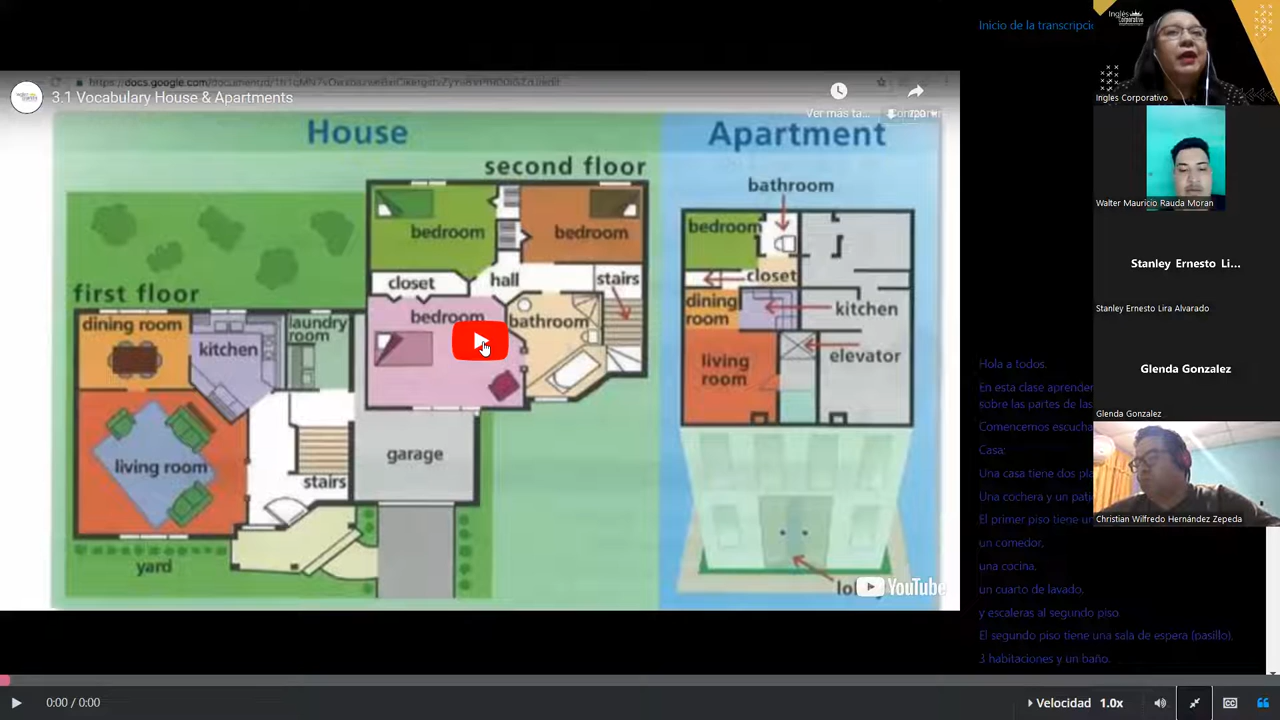 3.1 Vocabulary House & Apartments
Ver más ta...
House
second floor
bedroom
bedroom
closet
hall
stairs
bedroom
bathroom
first floor
dining room
kitchen
laundry
room
living room
stairs
garage
yard
Apartment
bathroom
bedroom
closet
dining
room
kitchen
elevator
living
room
YouTube
0:00 / 0:00
Velocidad 1.0x
Inicio de la transcripció
Hola a todos.
En esta clase aprender
sobre las partes de las
Comencemos escucha
Casa:
Una casa tiene dos pla
Una cochera y un pati
El primer piso tiene un
un comedor,
una cocina,
un cuarto de lavado,
y escaleras al segundo piso
El segundo piso tiene una sala de espera (pasillo).
3 habitaciones y un baño.
Inglés
Corporativo
Ingles Corporativo
Walter Mauricio Rauda Moran
Stanley Ernesto Li...
Stanley Ernesto Lira Alvarado
Glenda Gonzalez
Glenda Gonzalez
Christian Wilfredo Hernández Zepeda